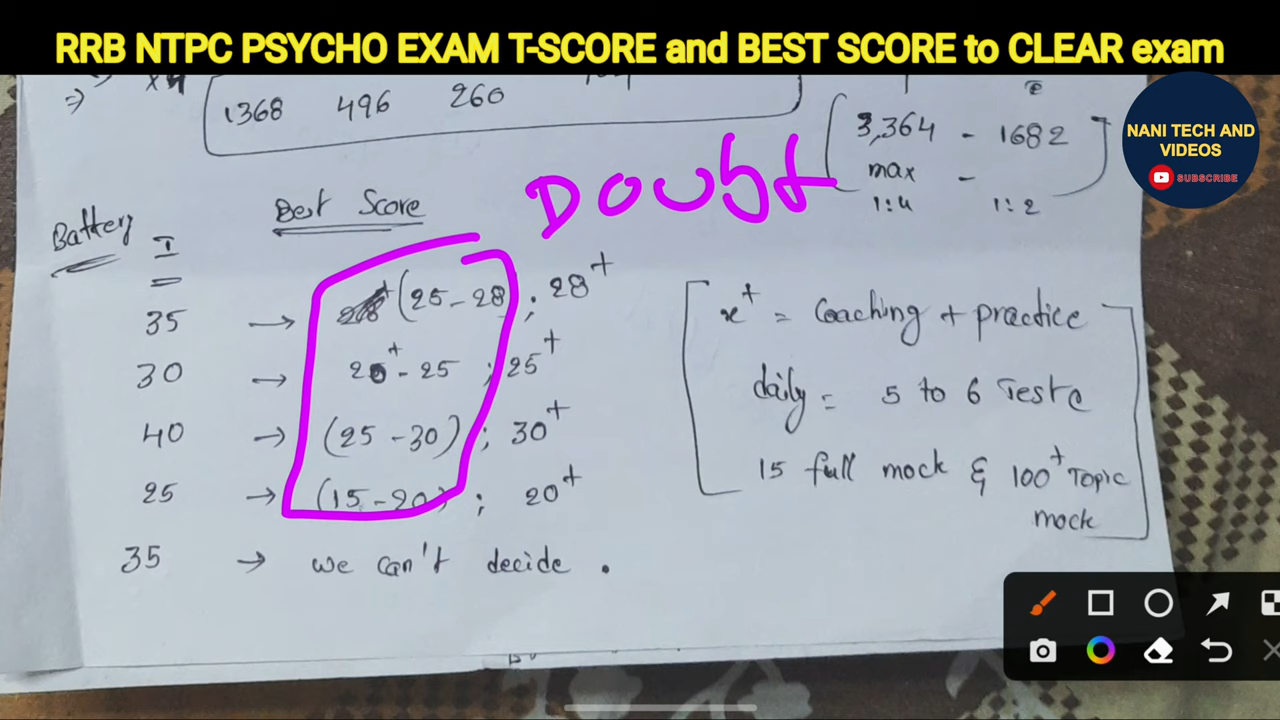 RRB NTPC PSYCHO EXAM T-SCORE and BEST SCORE to CLEAR exam
NANI TECH AND
VIDEOS
SUBSCRIBE
⇒ 1368 496 260
3,364 - 1682
max -
1:4 1:2
Doubt
Battery I Best Score
35 → (25-28) ; 28+
30 → 20+ - 25 ; 25+
40 → (25-30) ; 30+
25 → (15-20) ; 20+
35 → we can't decide .
x+ = Coaching + practice
daily = 5 to 6 Tests
15 full mock & 100+ Topic
mock